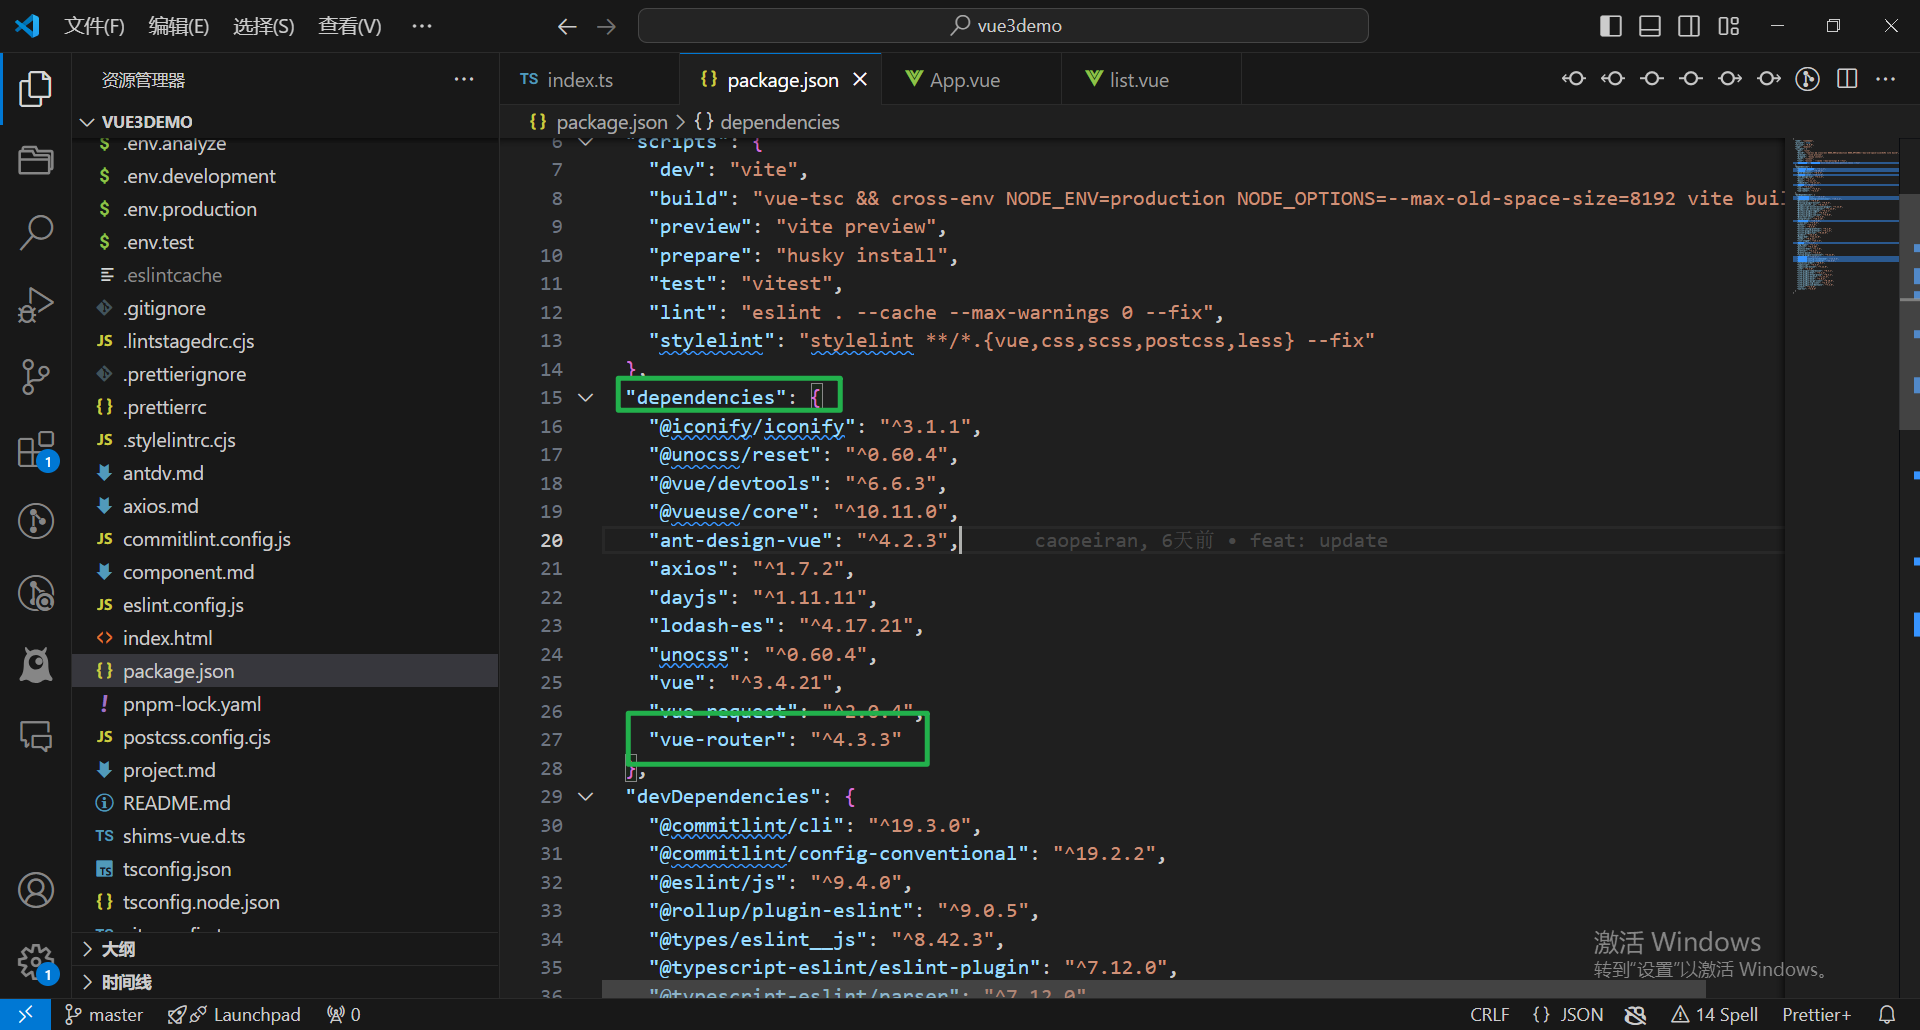 文件(F) 编辑(E) 选择(S) 查看(V) ··· vue3demo
资源管理器 ···
TS index.ts {} package.json App.vue list.vue
VUE3DEMO
{} package.json > {} dependencies
.env.analyze
$ .env.development
$ .env.production
$ .env.test
.eslintcache
.gitignore
JS .lintstagedrc.cjs
.prettierignore
{} .prettierrc
JS .stylelintrc.cjs
antdv.md
axios.md
JS commitlint.config.js
component.md
JS eslint.config.js
<> index.html
{} package.json
! pnpm-lock.yaml
JS postcss.config.cjs
project.md
README.md
TS shims-vue.d.ts
TS tsconfig.json
{} tsconfig.node.json
大纲
时间线
6 "scripts": {
7 "dev": "vite",
8 "build": "vue-tsc && cross-env NODE_ENV=production NODE_OPTIONS=--max-old-space-size=8192 vite buil
9 "preview": "vite preview",
10 "prepare": "husky install",
11 "test": "vitest",
12 "lint": "eslint . --cache --max-warnings 0 --fix",
13 "stylelint": "stylelint **/*.{vue,css,scss,postcss,less} --fix"
14 },
15 "dependencies": {
16 "@iconify/iconify": "^3.1.1",
17 "@unocss/reset": "^0.60.4",
18 "@vue/devtools": "^6.6.3",
19 "@vueuse/core": "^10.11.0",
20 "ant-design-vue": "^4.2.3", caopeiran, 6天前 • feat: update
21 "axios": "^1.7.2",
22 "dayjs": "^1.11.11",
23 "lodash-es": "^4.17.21",
24 "unocss": "^0.60.4",
25 "vue": "^3.4.21",
26 "vue-request": "^2.0.4",
27 "vue-router": "^4.3.3"
28 },
29 "devDependencies": {
30 "@commitlint/cli": "^19.3.0",
31 "@commitlint/config-conventional": "^19.2.2",
32 "@eslint/js": "^9.4.0",
33 "@rollup/plugin-eslint": "^9.0.5",
34 "@types/eslint__js": "^8.42.3",
35 "@typescript-eslint/eslint-plugin": "^7.12.0",
36 "@typescript-eslint/parser": "^7.12.0"
1
1
激活 Windows
转到"设置"以激活 Windows。
master Launchpad 0 CRLF {} JSON 14 Spell Prettier+